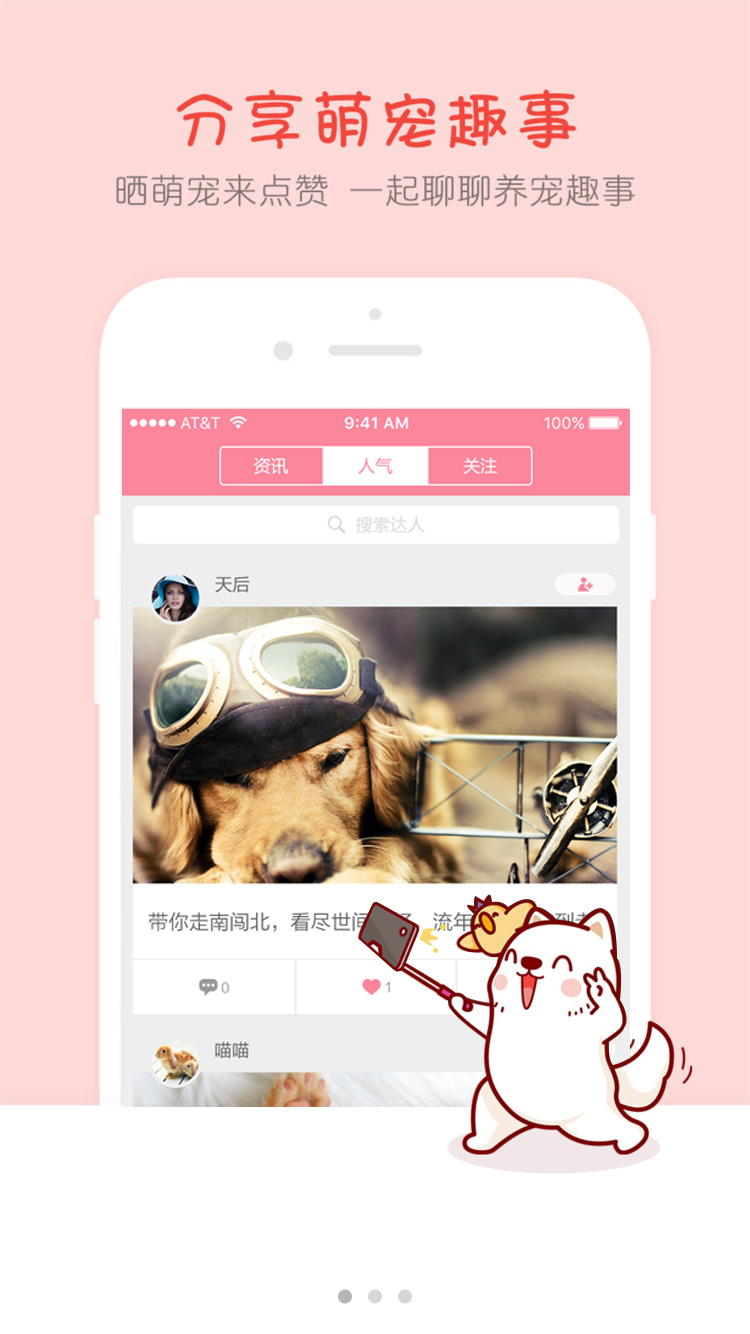 分享萌宠趣事
晒萌宠来点赞 一起聊聊养宠趣事
AT&T 9:41 AM 100%
资讯 人气 关注
搜索达人
天后
带你走南闯北，看尽世间 流年
0 1
喵喵